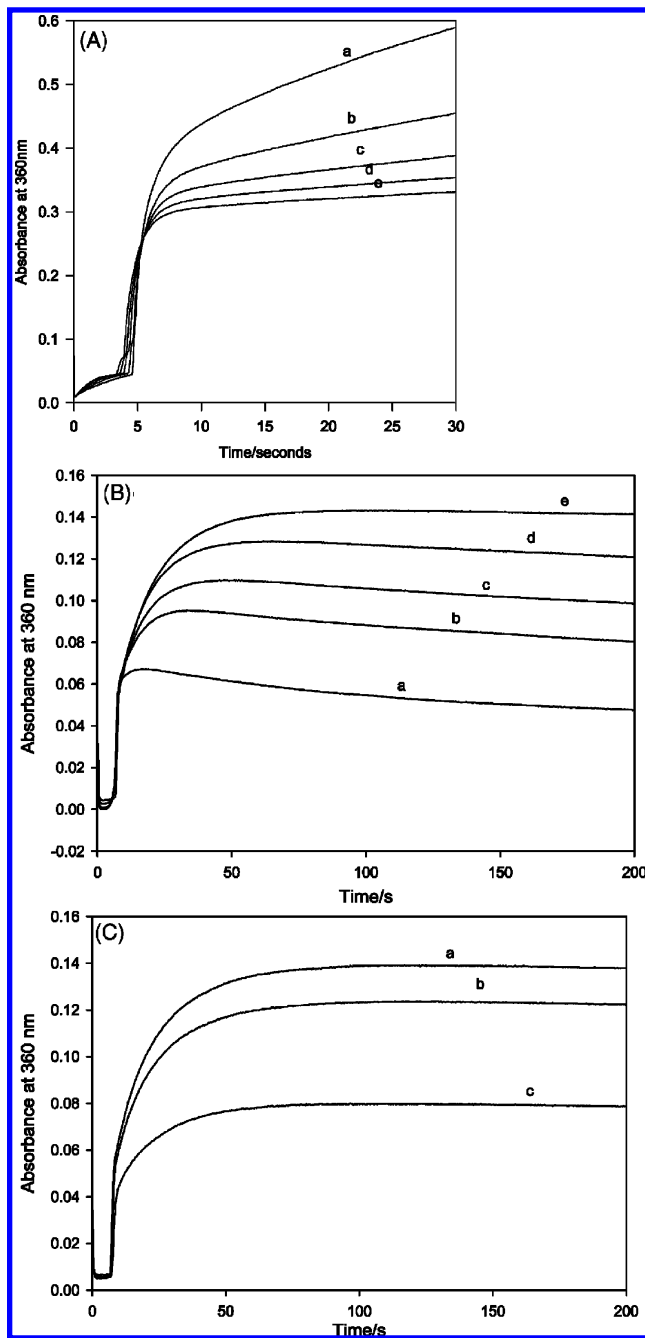 (A)
a
b
c
d
e
Absorbance at 360nm
0.6
0.5
0.4
0.3
0.2
0.1
0.0
0 5 10 15 20 25 30
Time/seconds
(B)
e
d
c
b
a
Absorbance at 360 nm
0.16
0.14
0.12
0.10
0.08
0.06
0.04
0.02
0.00
-0.02
0 50 100 150 200
Time/s
(C)
a
b
c
Absorbance at 360 nm
0.16
0.14
0.12
0.10
0.08
0.06
0.04
0.02
0.00
0 50 100 150 200
Time/s